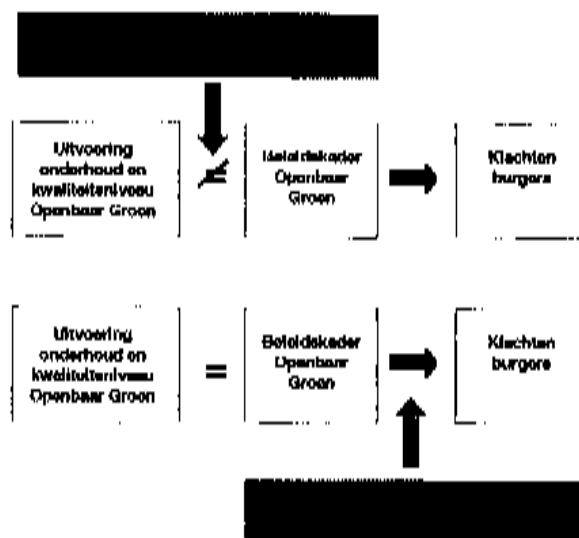 Uitvoering
onderhoud en
kwaliteitsniveau
Openbaar Groen
≠
Beleidskader
Openbaar
Groen
Klachten
burgers
Uitvoering
onderhoud en
kwaliteitsniveau
Openbaar Groen
=
Beleidskader
Openbaar
Groen
Klachten
burgers